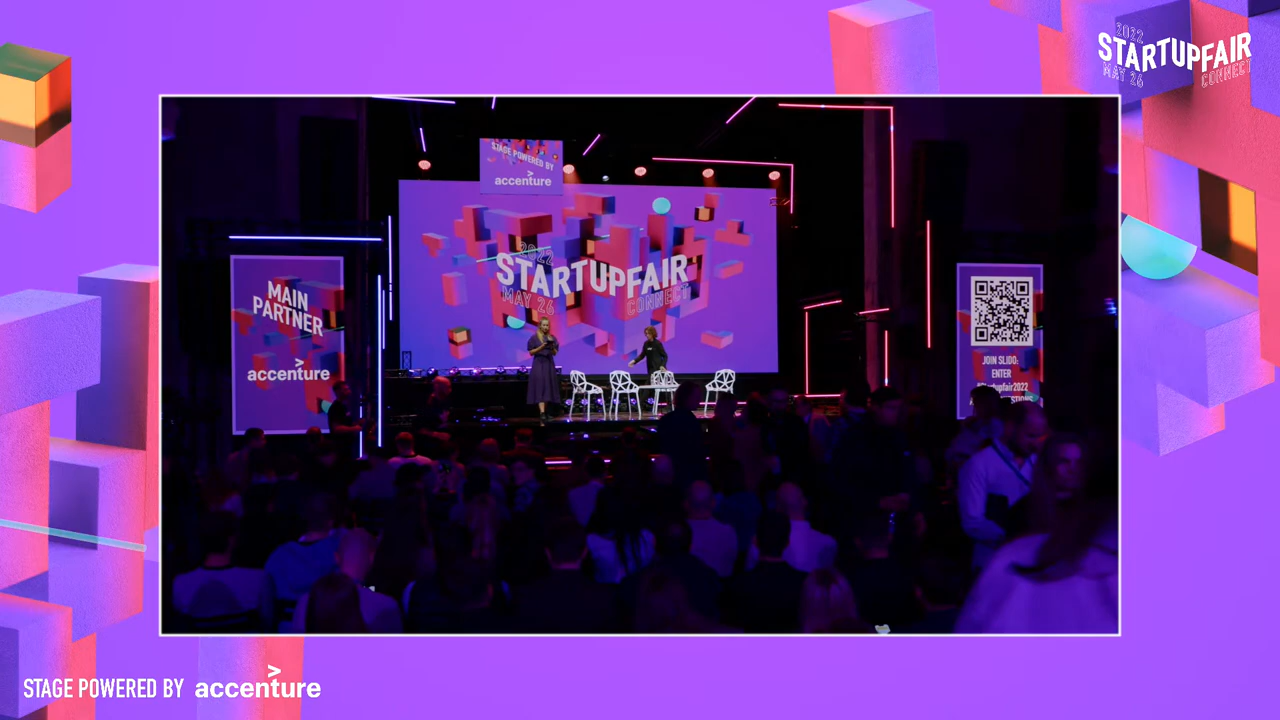 2022
STARTUPFAIR
MAY 26 CONNECT
STAGE POWERED BY
accenture
2022
STARTUPFAIR
MAY 26 CONNECT
MAIN
PARTNER
accenture
JOIN SLIDO:
ENTER
STAGE POWERED BY accenture